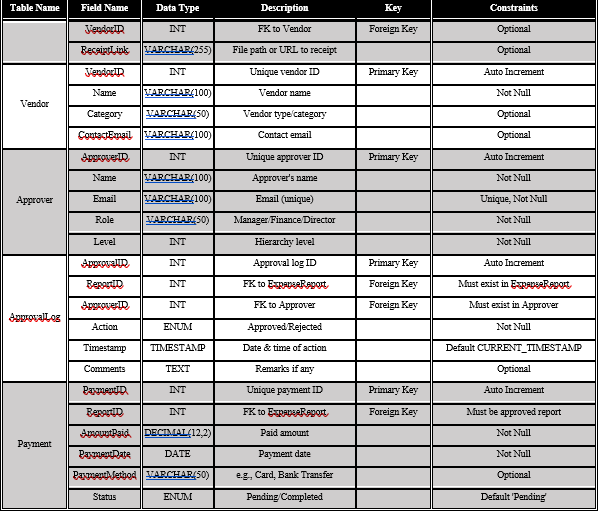 Table Name Field Name Data Type Description Key Constraints
VendorID INT FK to Vendor Foreign Key Optional
ReceiptLink VARCHAR(255) File path or URL to receipt Optional
Vendor
VendorID INT Unique vendor ID Primary Key Auto Increment
Name VARCHAR(100) Vendor name Not Null
Category VARCHAR(50) Vendor type/category Optional
ContactEmail VARCHAR(100) Contact email Optional
Approver
ApproverID INT Unique approver ID Primary Key Auto Increment
Name VARCHAR(100) Approver's name Not Null
Email VARCHAR(100) Email (unique) Unique, Not Null
Role VARCHAR(50) Manager/Finance/Director Not Null
Level INT Hierarchy level Not Null
ApprovalLog
ApprovalID INT Approval log ID Primary Key Auto Increment
ReportID INT FK to ExpenseReport Foreign Key Must exist in ExpenseReport
ApproverID INT FK to Approver Foreign Key Must exist in Approver
Action ENUM Approved/Rejected Not Null
Timestamp TIMESTAMP Date & time of action Default CURRENT_TIMESTAMP
Comments TEXT Remarks if any Optional
Payment
PaymentID INT Unique payment ID Primary Key Auto Increment
ReportID INT FK to ExpenseReport Foreign Key Must be approved report
AmountPaid DECIMAL(12,2) Paid amount Not Null
PaymentDate DATE Payment date Not Null
PaymentMethod VARCHAR(50) e.g., Card, Bank Transfer Optional
Status ENUM Pending/Completed Default 'Pending'